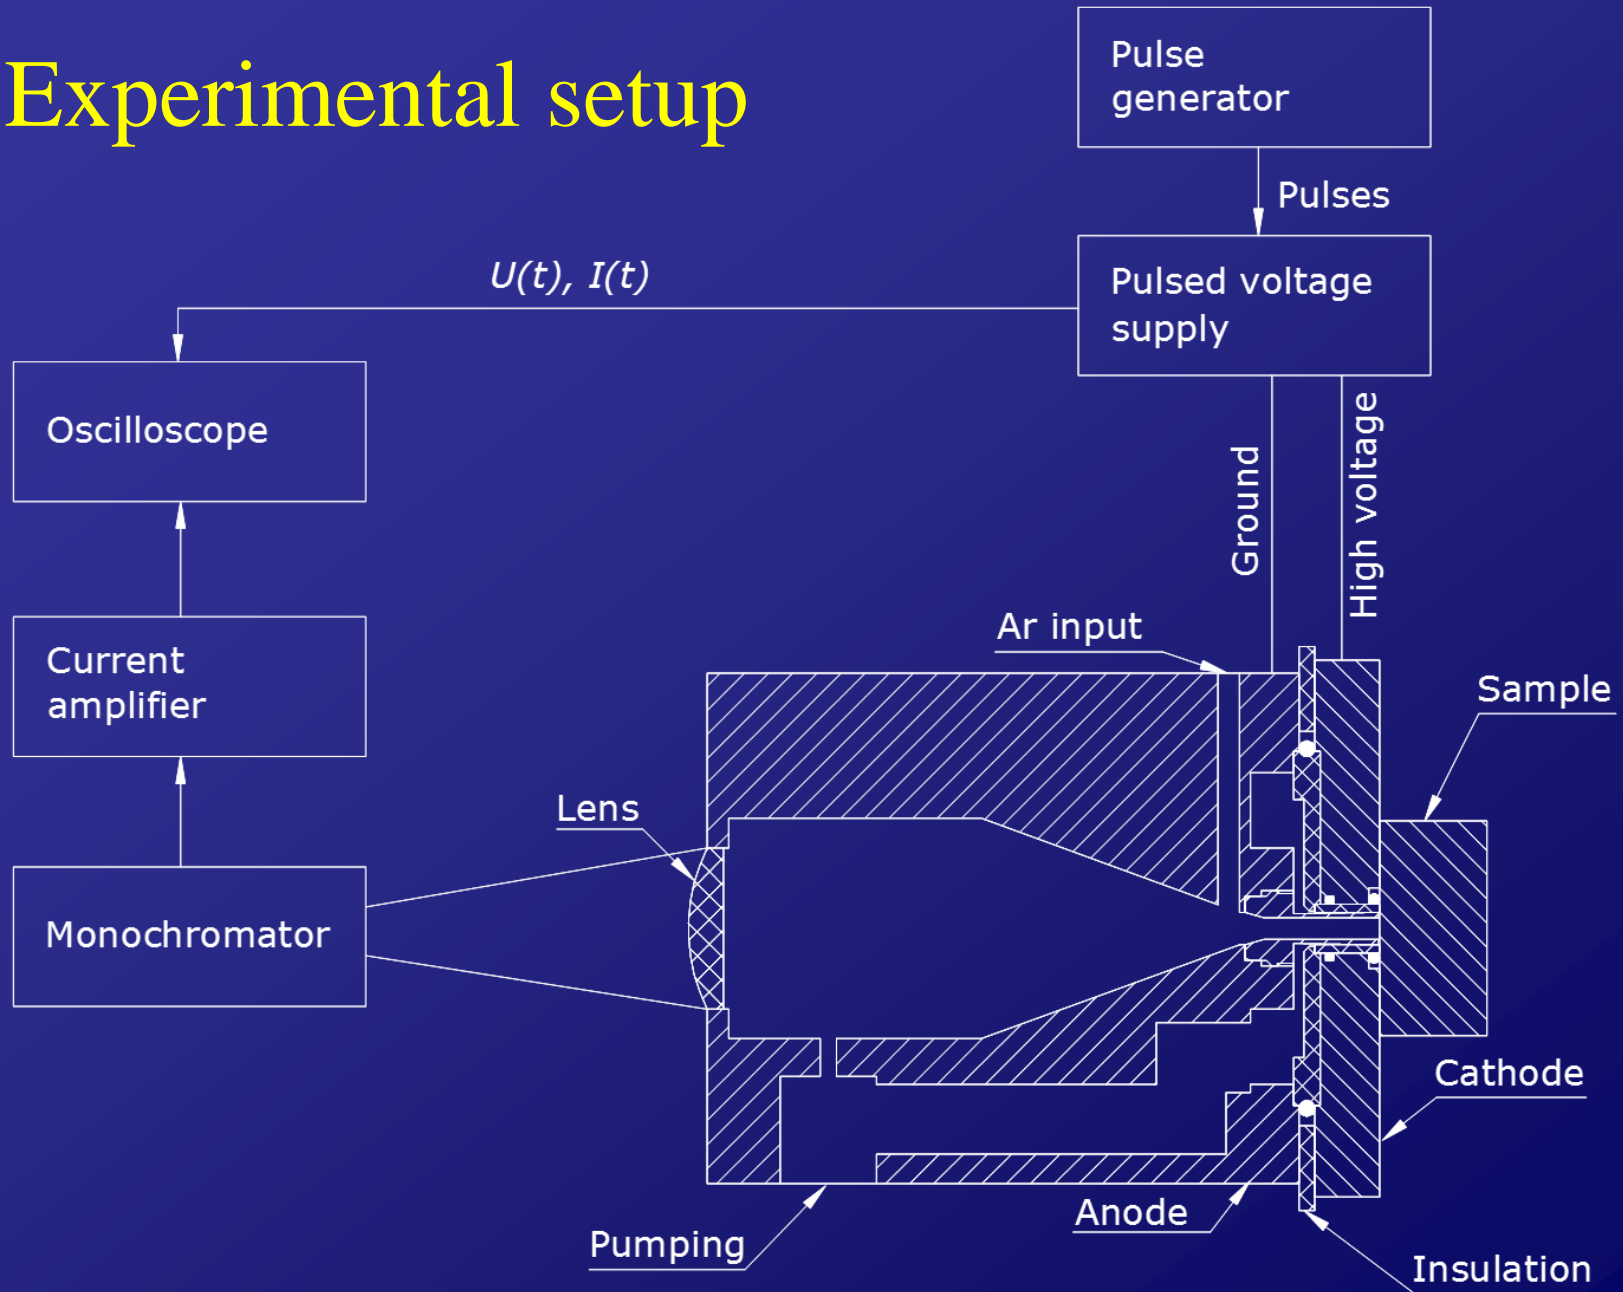 Experimental setup
Pulse
generator
Pulses
Pulsed voltage
supply
U(t), I(t)
Oscilloscope
Ground
High voltage
Current
amplifier
Ar input
Sample
Lens
Monochromator
Cathode
Anode
Pumping
Insulation